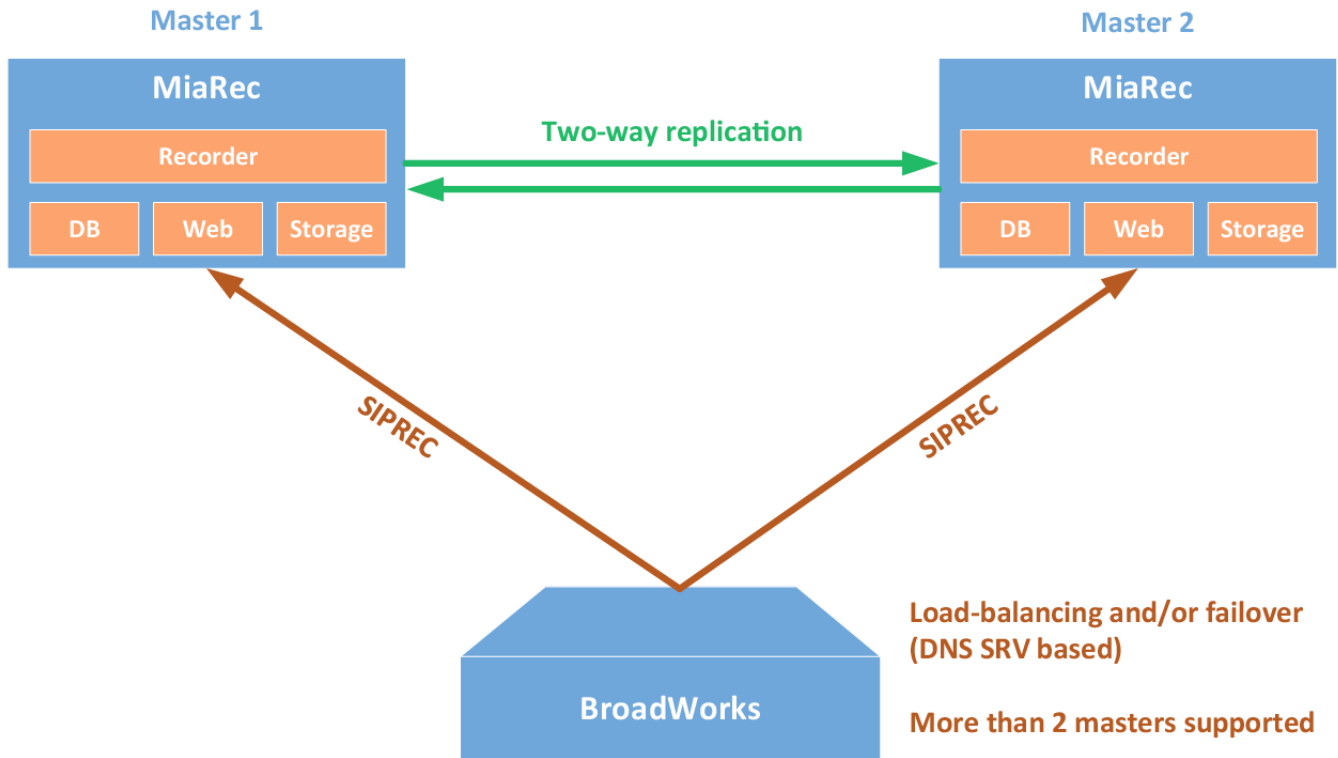 Master 1
Master 2
MiaRec
MiaRec
Two-way replication
Recorder
Recorder
DB
Web
Storage
DB
Web
Storage
SIPREC
SIPREC
Load-balancing and/or failover
(DNS SRV based)
BroadWorks
More than 2 masters supported